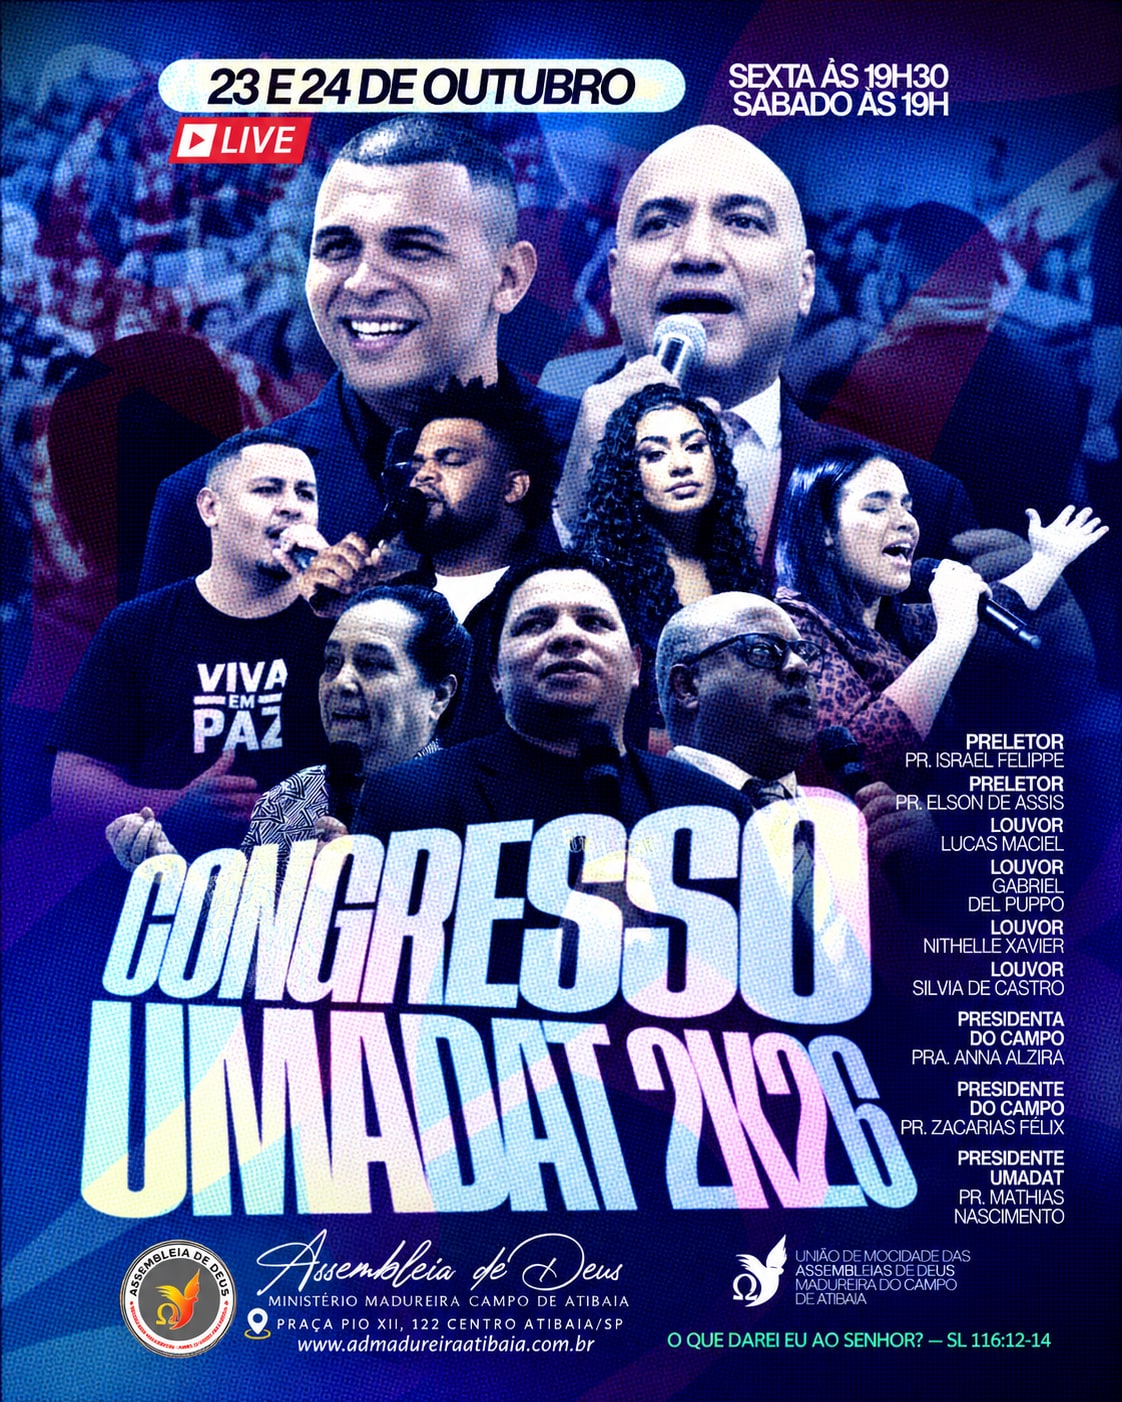 23 E 24 DE OUTUBRO
LIVE
SEXTA ÀS 19H30
SÁBADO ÀS 19H
VIVA
EM
PAZ
PRELETOR
PR. ISRAEL FELIPPE
PRELETOR
PR. ELSON DE ASSIS
LOUVOR
LUCAS MACIEL
LOUVOR
GABRIEL
DEL PUPPO
LOUVOR
NITHELLE XAVIER
LOUVOR
SILVIA DE CASTRO
PRESIDENTA
DO CAMPO
PRA. ANNA ALZIRA
PRESIDENTE
DO CAMPO
PR. ZACARIAS FÉLIX
PRESIDENTE
UMADAT
PR. MATHIAS
NASCIMENTO
CONGRESSO
UMADAT 2K26
ASSEMBLEIA DE DEUS
Assembleia de Deus
MINISTÉRIO MADUREIRA CAMPO DE ATIBAIA
PRAÇA PIO XII, 122 CENTRO ATIBAIA/SP
www.admadureiraatibaia.com.br
UNIÃO DE MOCIDADE DAS
ASSEMBLEIAS DE DEUS
MADUREIRA DO CAMPO
DE ATIBAIA
O QUE DAREI EU AO SENHOR? — SL 116:12-14